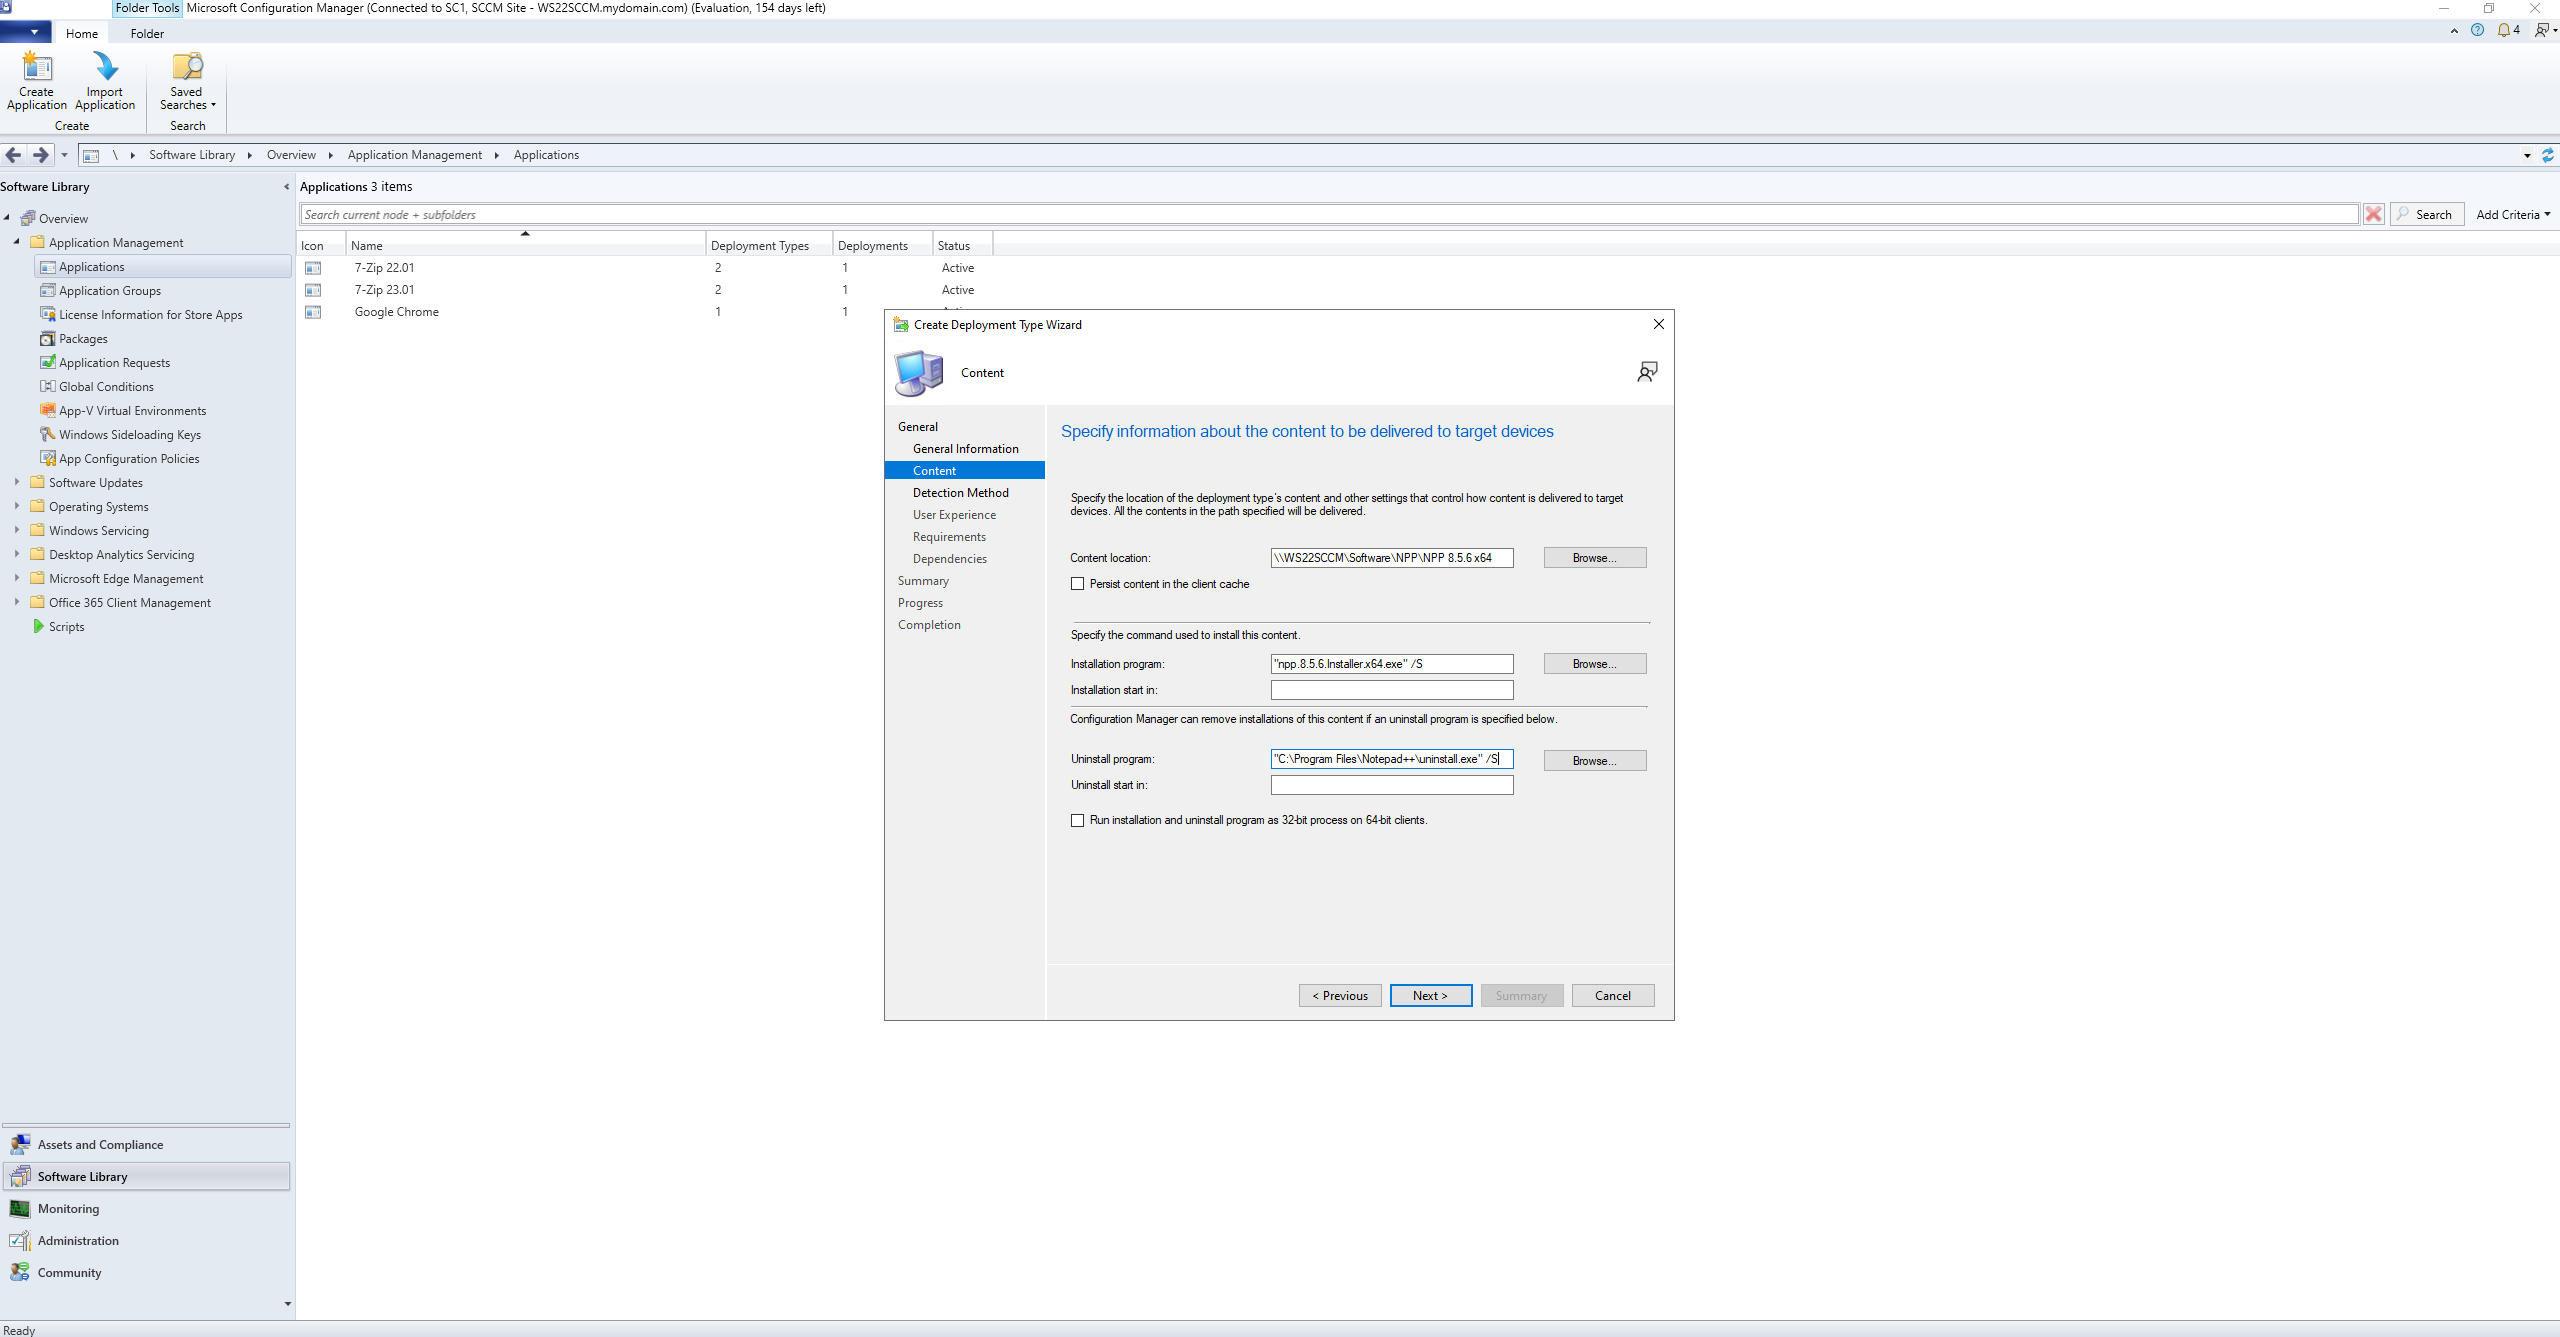 Folder Tools Microsoft Configuration Manager (Connected to SC1, SCCM Site - WS22SCCM.mydomain.com) (Evaluation, 154 days left)
Home Folder
4
Create Application
Import Application
Saved Searches
Create
Search
\ Software Library Overview Application Management Applications
Software Library
Overview
Application Management
Applications
Application Groups
License Information for Store Apps
Packages
Application Requests
Global Conditions
App-V Virtual Environments
Windows Sideloading Keys
App Configuration Policies
Software Updates
Operating Systems
Windows Servicing
Desktop Analytics Servicing
Microsoft Edge Management
Office 365 Client Management
Scripts
Assets and Compliance
Software Library
Monitoring
Administration
Community
Applications 3 items
Search current node + subfolders
Search
Add Criteria
Icon Name Deployment Types Deployments Status
7-Zip 22.01 2 1 Active
7-Zip 23.01 2 1 Active
Google Chrome 1 1
Create Deployment Type Wizard
Content
General
General Information
Content
Detection Method
User Experience
Requirements
Dependencies
Summary
Progress
Completion
Specify information about the content to be delivered to target devices
Specify the location of the deployment type's content and other settings that control how content is delivered to target
devices. All the contents in the path specified will be delivered.
Content location: \\WS22SCCM\Software\NPP\NPP 8.5.6 x64 Browse...
Persist content in the client cache
Specify the command used to install this content.
Installation program: "npp.8.5.6.Installer.x64.exe" /S Browse...
Installation start in:
Configuration Manager can remove installations of this content if an uninstall program is specified below.
Uninstall program: "C:\Program Files\Notepad++\uninstall.exe" /S Browse...
Uninstall start in:
Run installation and uninstall program as 32-bit process on 64-bit clients.
< Previous Next > Summary Cancel
Ready